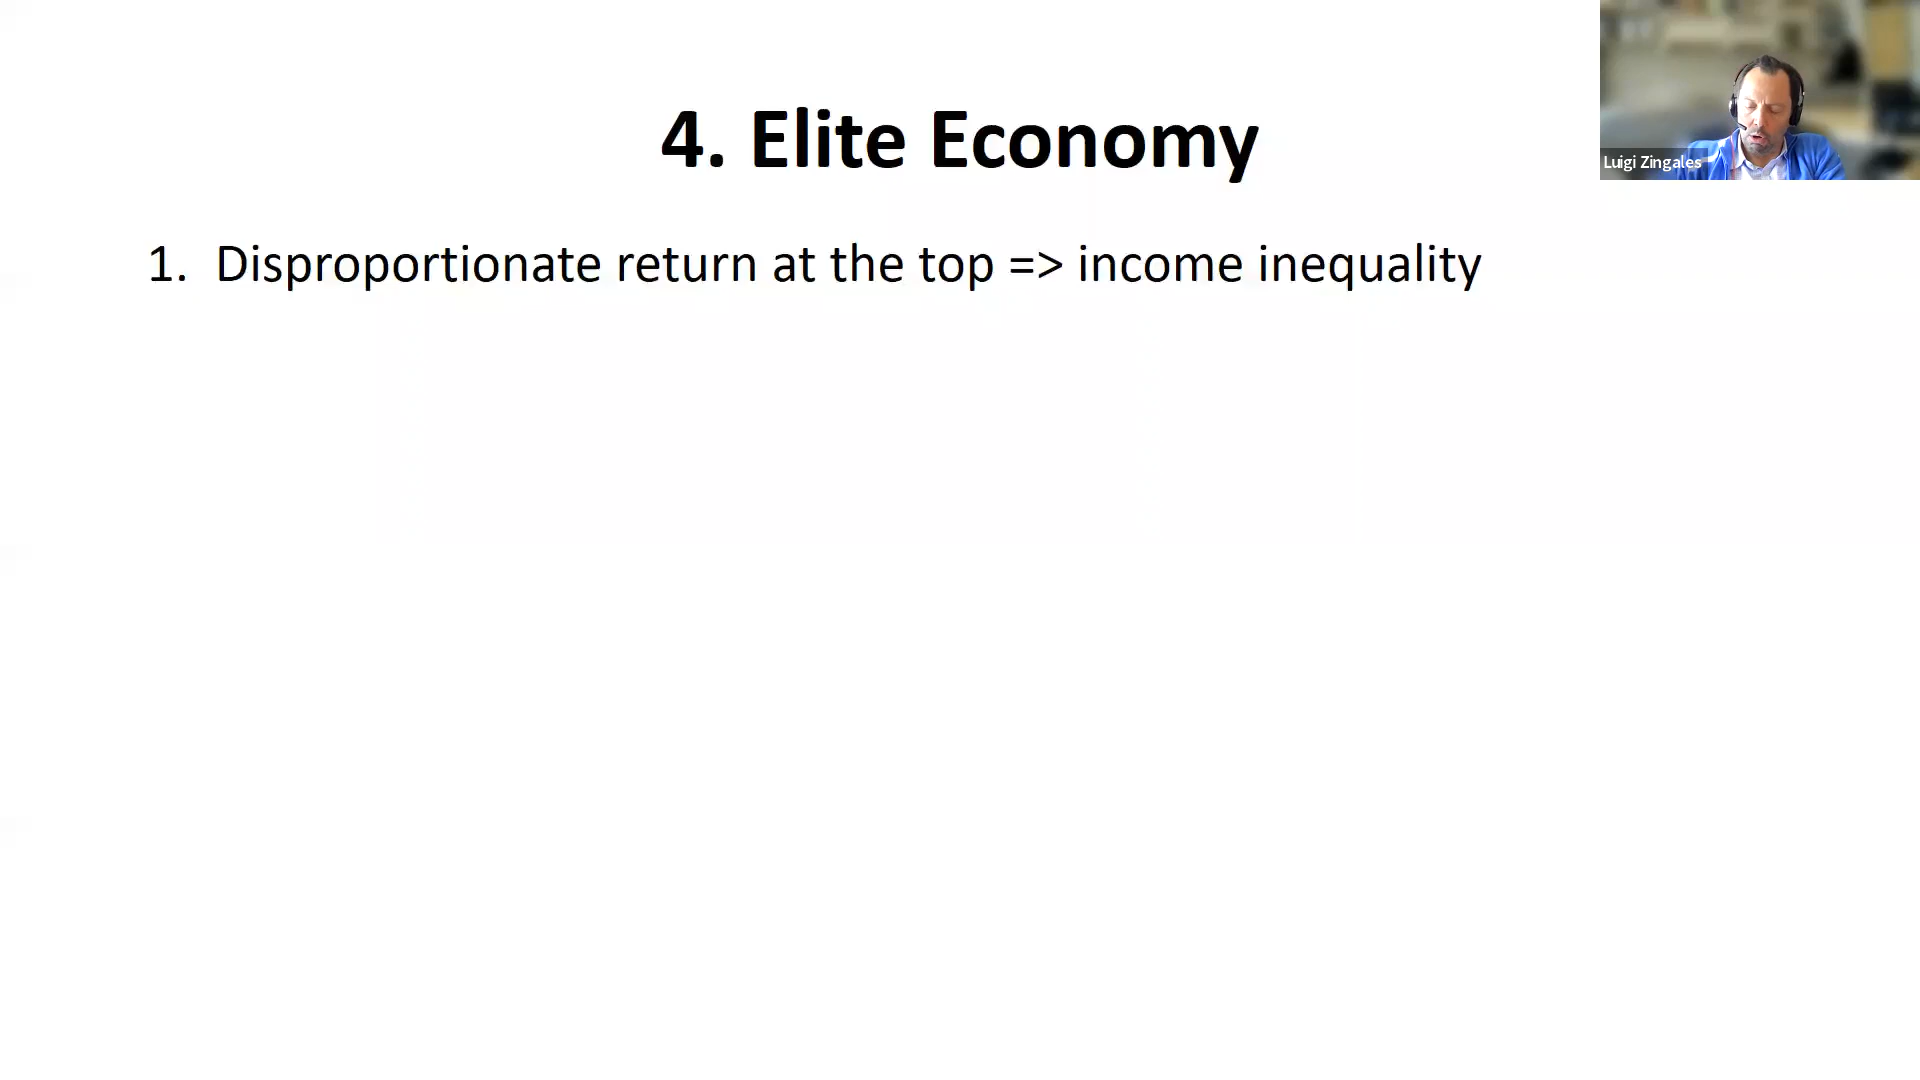 4. Elite Economy
Luigi Zingales
1. Disproportionate return at the top => income inequality